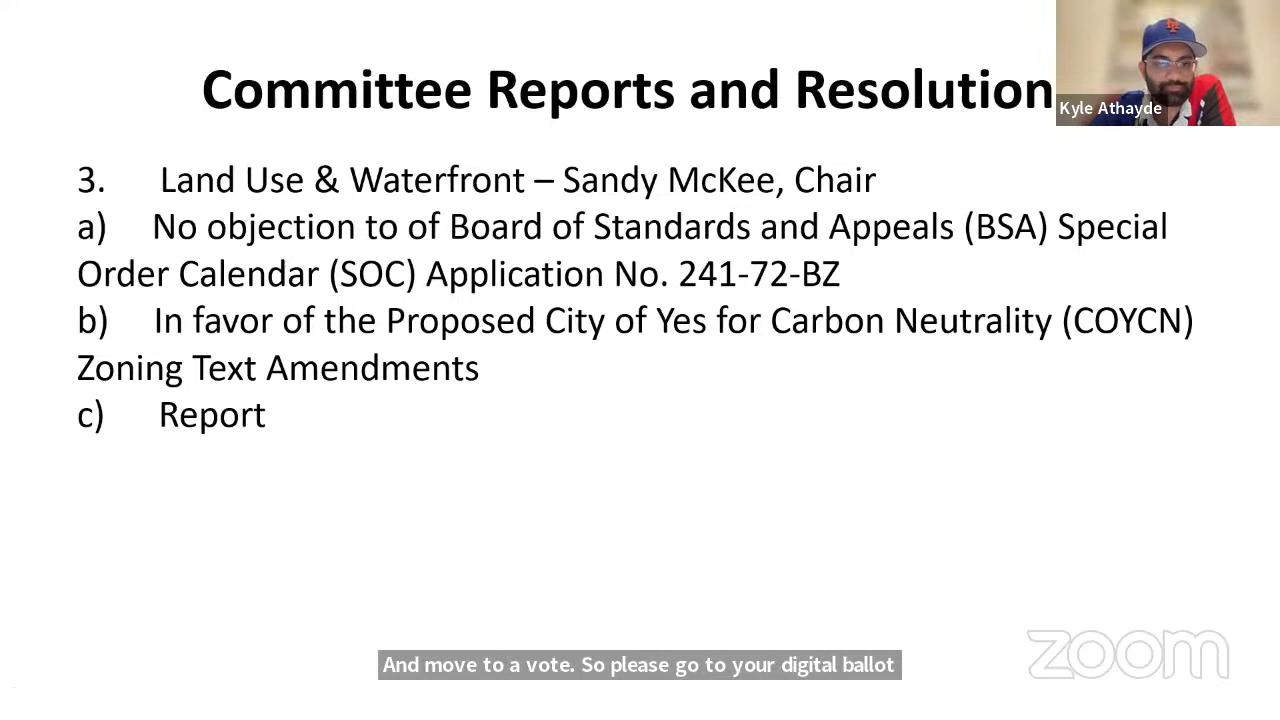 Committee Reports and Resolution
Kyle Athayde
3. Land Use & Waterfront – Sandy McKee, Chair
a) No objection to of Board of Standards and Appeals (BSA) Special
Order Calendar (SOC) Application No. 241-72-BZ
b) In favor of the Proposed City of Yes for Carbon Neutrality (COYCN)
Zoning Text Amendments
c) Report
And move to a vote. So please go to your digital ballot
zoom